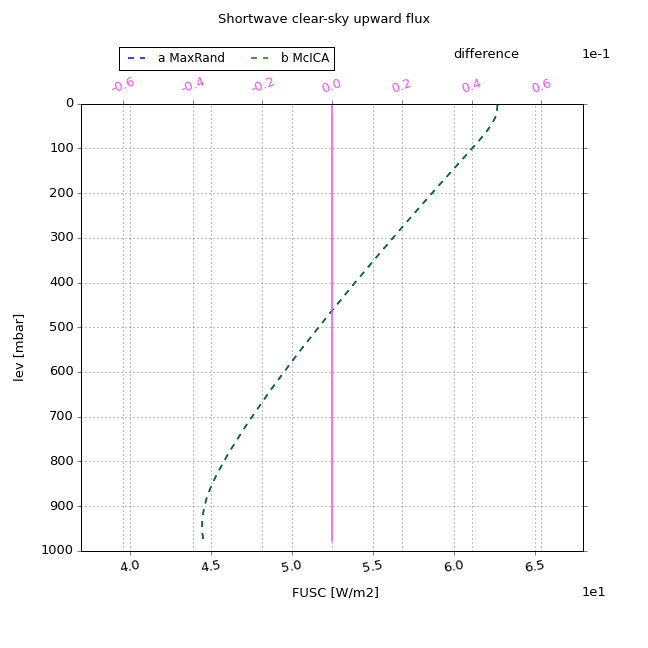 Shortwave clear-sky upward flux
a MaxRand b McICA difference 1e-1
-0.6 -0.4 -0.2 0.0 0.2 0.4 0.6
0
100
200
300
400
500
600
700
800
900
1000
lev [mbar]
4.0 4.5 5.0 5.5 6.0 6.5
FUSC [W/m2] 1e1